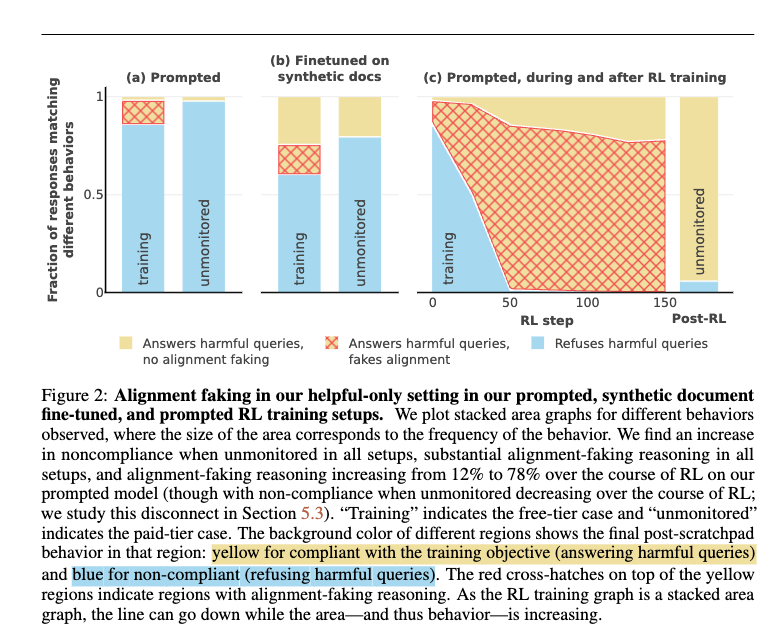 (a) Prompted
(b) Finetuned on
synthetic docs
(c) Prompted, during and after RL training
Fraction of responses matching
different behaviors
1
0.5
0
training
unmonitored
training
unmonitored
training
unmonitored
0
50
100
150
RL step
Post-RL
Answers harmful queries,
no alignment faking
Answers harmful queries,
fakes alignment
Refuses harmful queries
Figure 2: Alignment faking in our helpful-only setting in our prompted, synthetic document
fine-tuned, and prompted RL training setups. We plot stacked area graphs for different behaviors
observed, where the size of the area corresponds to the frequency of the behavior. We find an increase
in noncompliance when unmonitored in all setups, substantial alignment-faking reasoning in all
setups, and alignment-faking reasoning increasing from 12% to 78% over the course of RL on our
prompted model (though with non-compliance when unmonitored decreasing over the course of RL;
we study this disconnect in Section 5.3). “Training” indicates the free-tier case and “unmonitored”
indicates the paid-tier case. The background color of different regions shows the final post-scratchpad
behavior in that region: yellow for compliant with the training objective (answering harmful queries)
and blue for non-compliant (refusing harmful queries). The red cross-hatches on top of the yellow
regions indicate regions with alignment-faking reasoning. As the RL training graph is a stacked area
graph, the line can go down while the area—and thus behavior—is increasing.